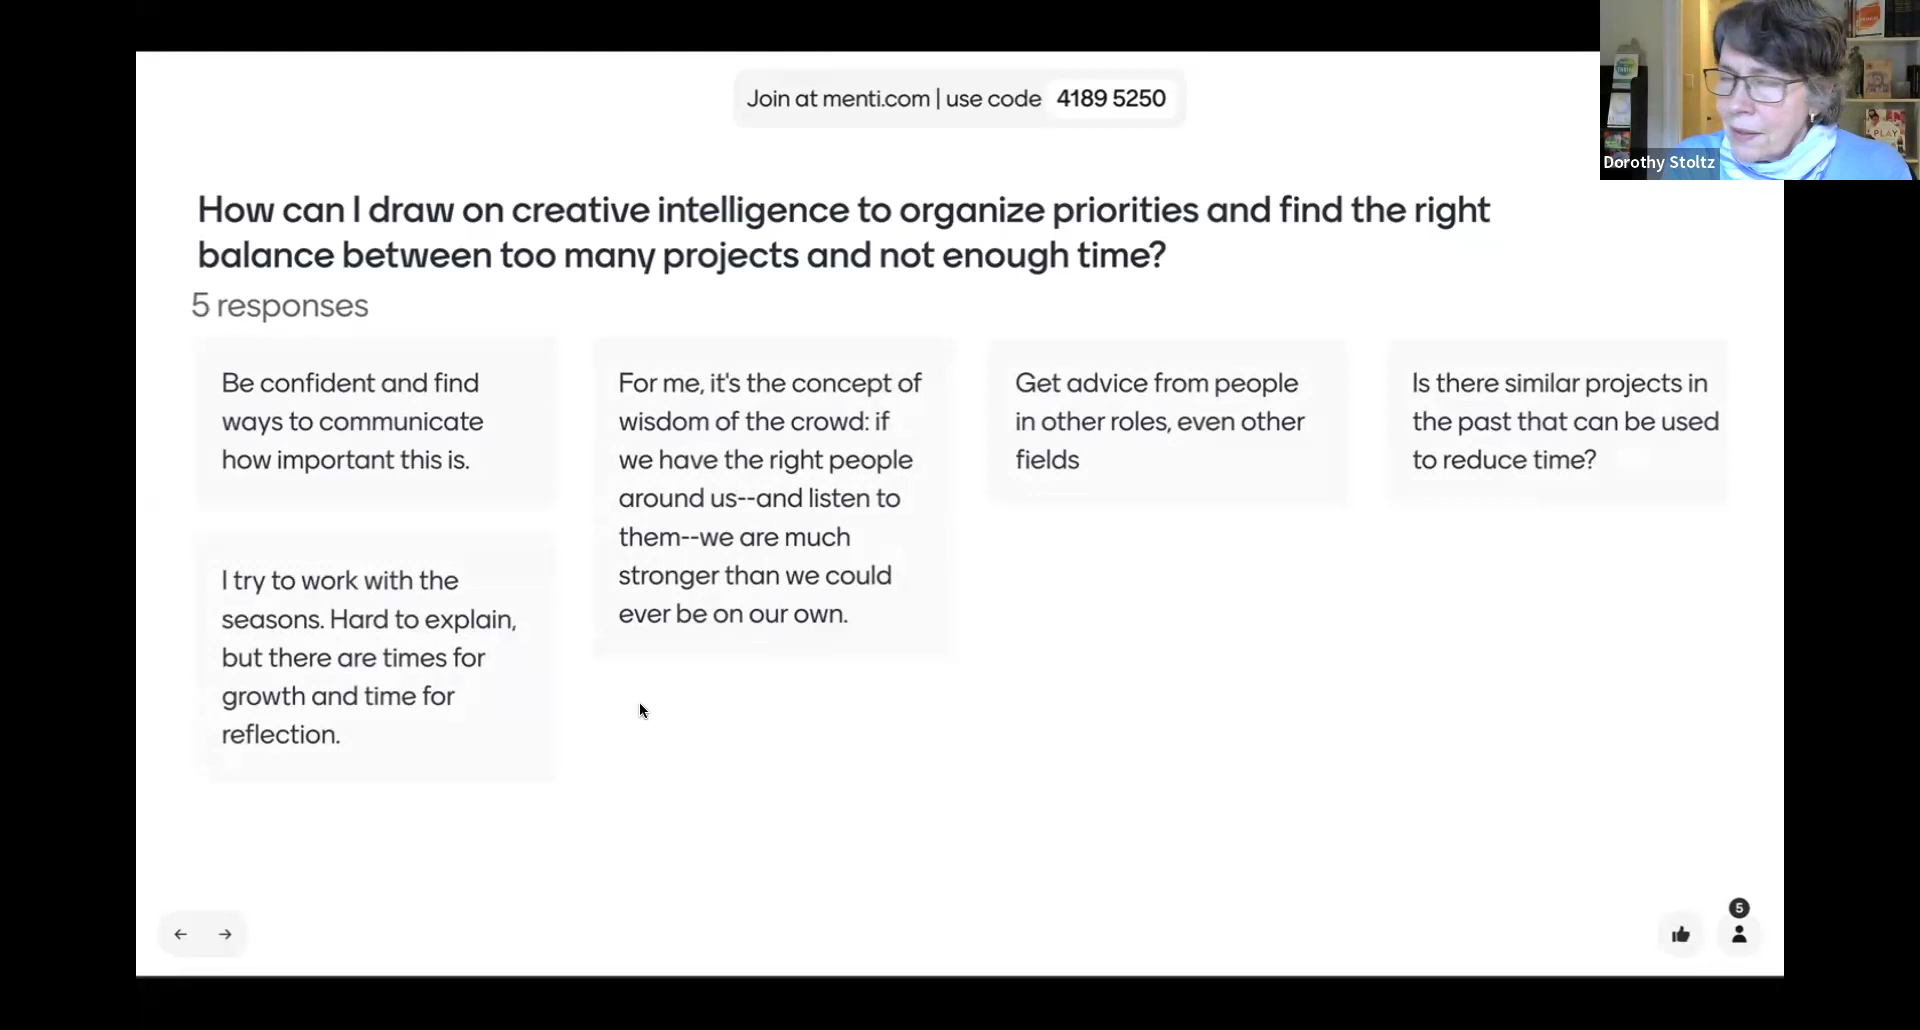 Join at menti.com | use code 4189 5250
Dorothy Stoltz
PLAY
How can I draw on creative intelligence to organize priorities and find the right
balance between too many projects and not enough time?
5 responses
Be confident and find
ways to communicate
how important this is.
I try to work with the
seasons. Hard to explain,
but there are times for
growth and time for
reflection.
For me, it's the concept of
wisdom of the crowd: if
we have the right people
around us--and listen to
them--we are much
stronger than we could
ever be on our own.
Get advice from people
in other roles, even other
fields
Is there similar projects in
the past that can be used
to reduce time?
5